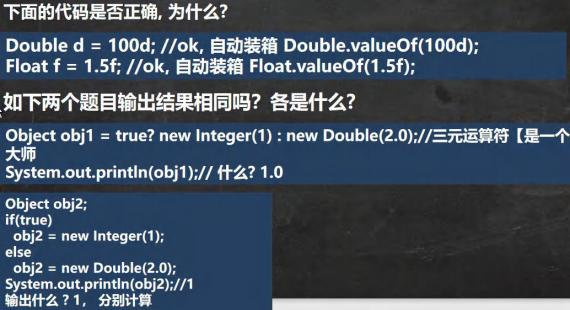 下面的代码是否正确, 为什么?
Double d = 100d; //ok, 自动装箱 Double.valueOf(100d);
Float f = 1.5f; //ok, 自动装箱 Float.valueOf(1.5f);
如下两个题目输出结果相同吗？各是什么?
Object obj1 = true? new Integer(1) : new Double(2.0);//三元运算符【是一个
大师
System.out.println(obj1);// 什么? 1.0
Object obj2;
if(true)
obj2 = new Integer(1);
else
obj2 = new Double(2.0);
System.out.println(obj2);//1
输出什么 ? 1， 分别计算